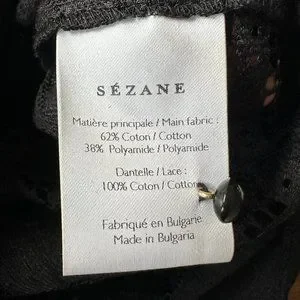 SÉZANE
Matière principale / Main fabric :
62% Coton / Cotton
38% Polyamide / Polyamide
Dantelle / Lace :
100% Coton / Cotton
Fabriqué en Bulgarie
Made in Bulgaria